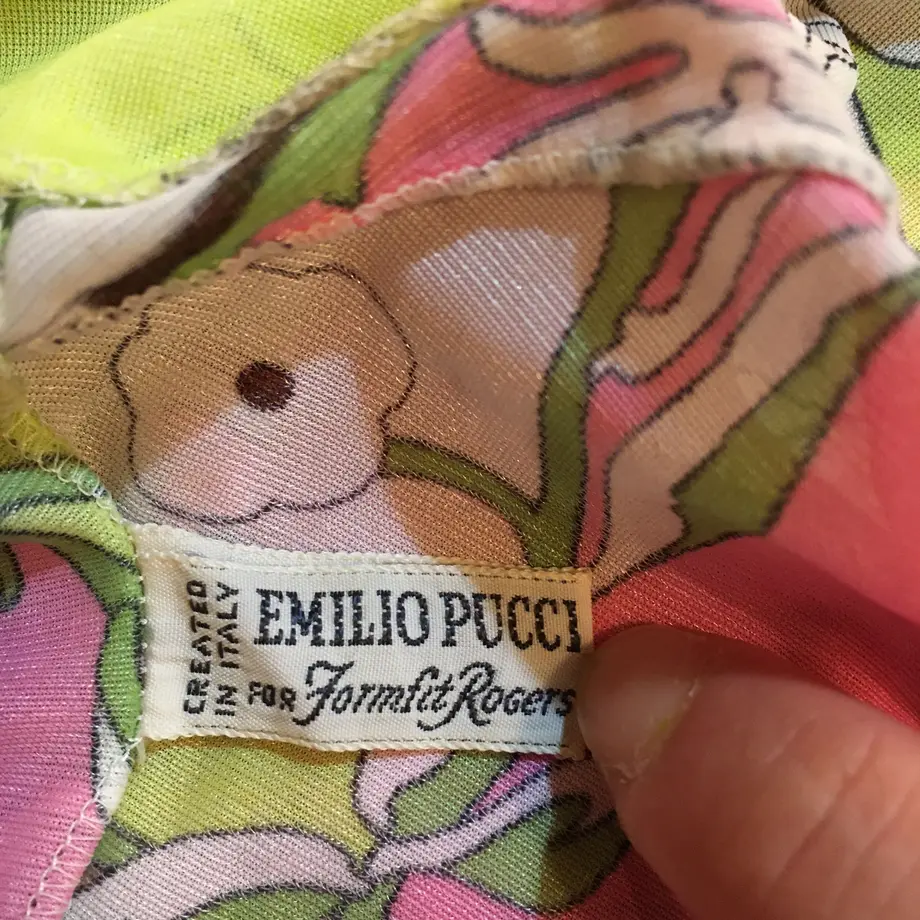 CREATED
IN ITALY
EMILIO PUCCI
FOR Formfit Rogers